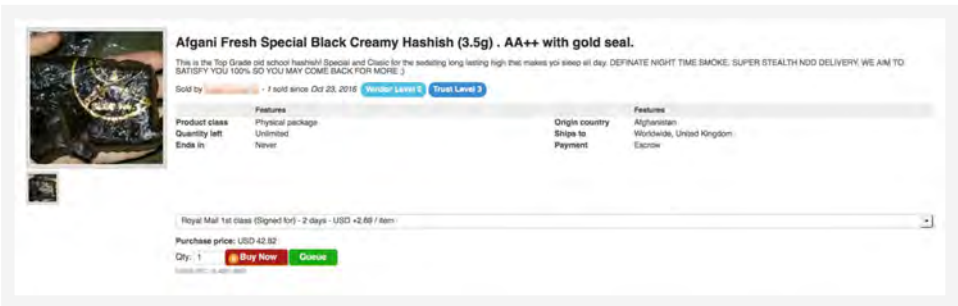 Afgani Fresh Special Black Creamy Hashish (3.5g) . AA++ with gold seal.
This is the Top Grade old school hashish! Special and Clasic for the sedating long lasting high that makes yoi sleep all day. DEFINATE NIGHT TIME SMOKE. SUPER STEALTH NDD DELIVERY. WE AIM TO
SATISFY YOU 100% SO YOU MAY COME BACK FOR MORE ;)
Sold by - 1 sold since Oct 23, 2016 Vendor Level Trust Level 3
Features Features
Product class Physical package Origin country Afghanistan
Quantity left Unlimited Ships to Worldwide, United Kingdom
Ends in Never Payment Escrow
Royal Mail 1st class (Signed for) - 2 days - USD +2.69 / item
Purchase price: USD 42.92
Qty: 1 Buy Now Queue